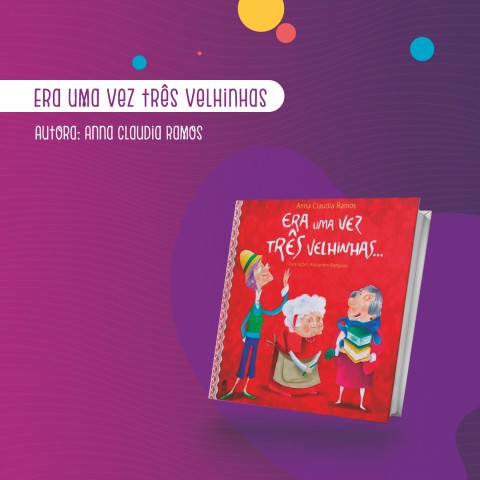 ERA UMA VEZ TRÊS VELHINHAS
AUTORA: ANNA CLAUDIA RAMOS
Anna Claudia Ramos
ERA UMA VEZ
TRÊS VELHINHAS...